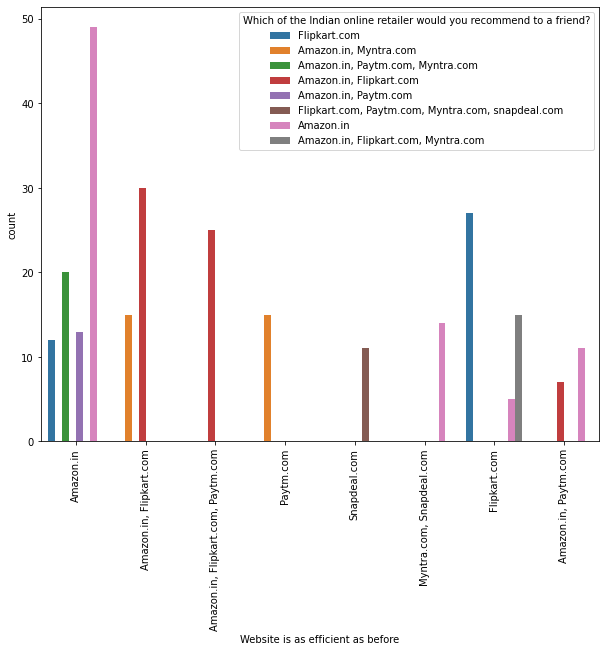 Which of the Indian online retailer would you recommend to a friend?
Flipkart.com
Amazon.in, Myntra.com
Amazon.in, Paytm.com, Myntra.com
Amazon.in, Flipkart.com
Amazon.in, Paytm.com
Flipkart.com, Paytm.com, Myntra.com, snapdeal.com
Amazon.in
Amazon.in, Flipkart.com, Myntra.com
50
40
30
20
10
0
count
Amazon.in
Amazon.in, Flipkart.com
Amazon.in, Flipkart.com, Paytm.com
Paytm.com
Snapdeal.com
Myntra.com, Snapdeal.com
Flipkart.com
Amazon.in, Paytm.com
Website is as efficient as before